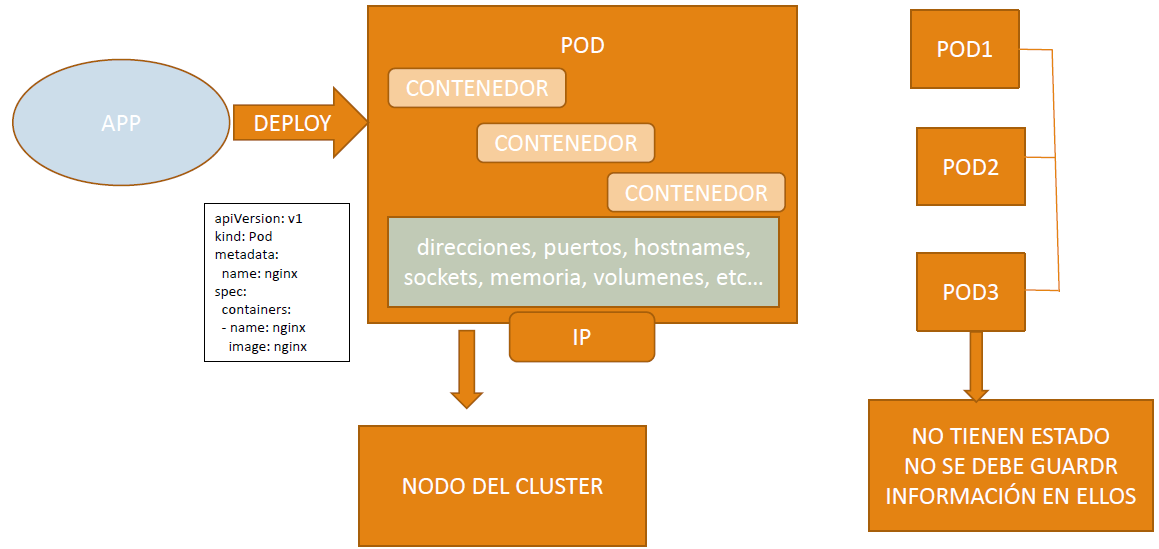 APP
DEPLOY
apiVersion: v1
kind: Pod
metadata:
  name: nginx
spec:
  containers:
  - name: nginx
    image: nginx
POD
CONTENEDOR
CONTENEDOR
CONTENEDOR
direcciones, puertos, hostnames,
sockets, memoria, volumenes, etc...
IP
NODO DEL CLUSTER
POD1
POD2
POD3
NO TIENEN ESTADO
NO SE DEBE GUARDR
INFORMACIÓN EN ELLOS